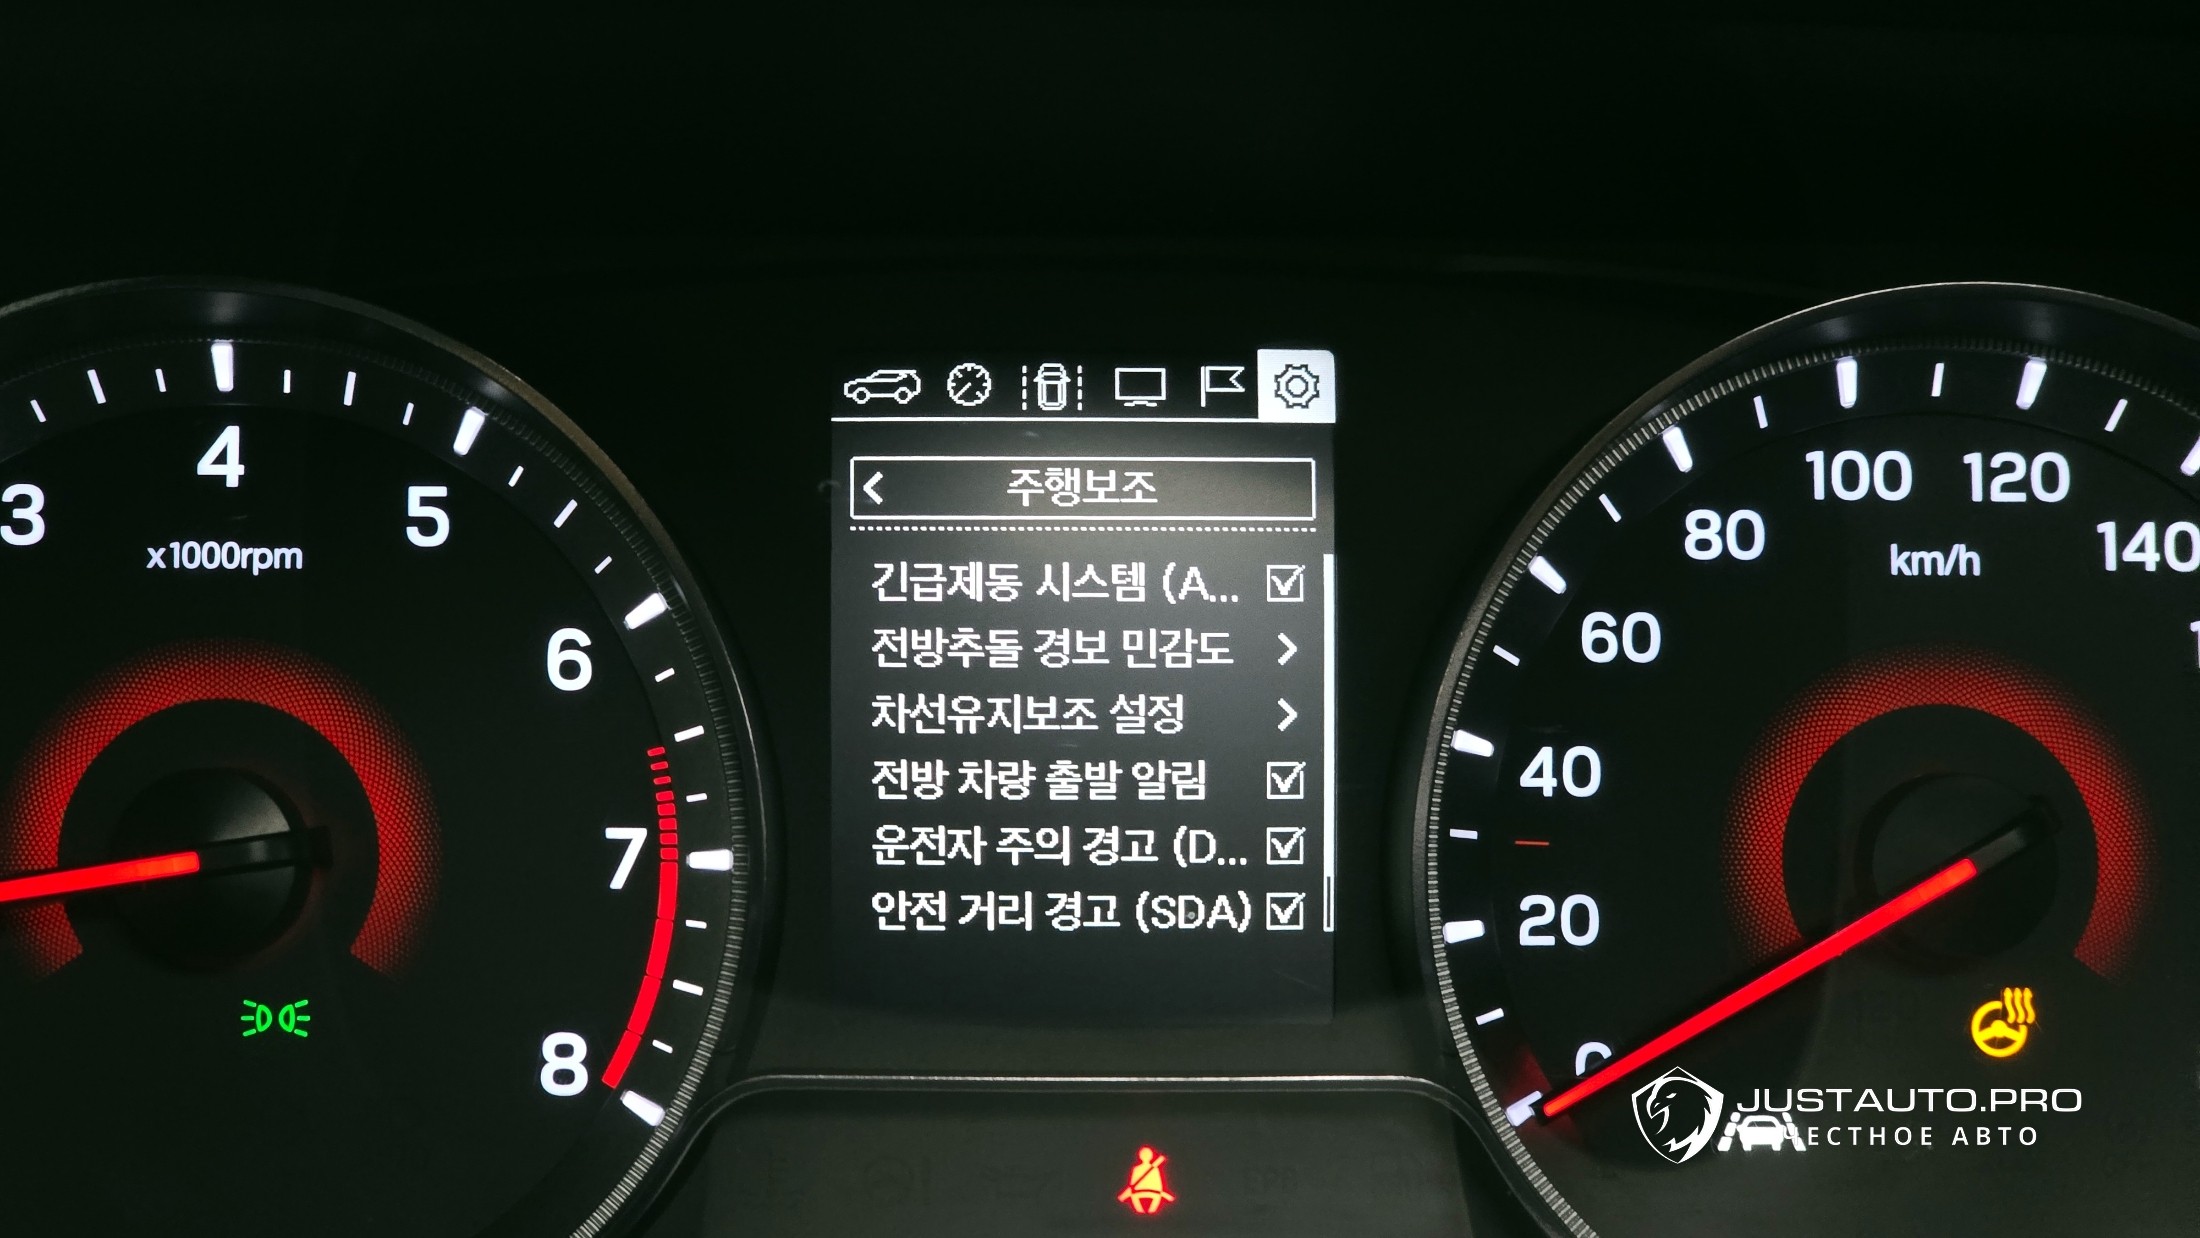 3
4
5
x1000rpm
6
7
8
주행보조
긴급제동 시스템 (A...
전방추돌 경보 민감도
차선유지보조 설정
전방 차량 출발 알림
운전자 주의 경고 (D...
안전 거리 경고 (SDA)
100
120
80
140
km/h
60
40
20
0
JUSTAUTO.PRO
ЧЕСТНОЕ АВТО